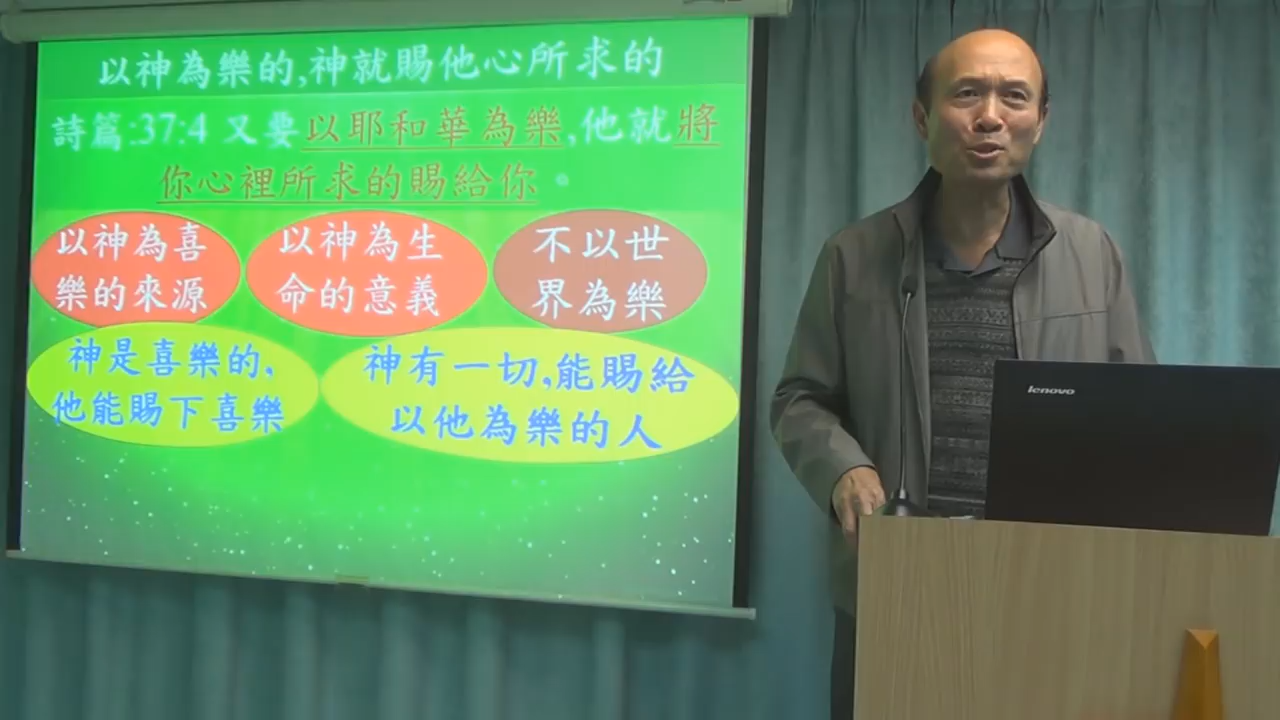 以神為樂的,神就賜他心所求的
詩篇:37:4 又要以耶和華為樂,他就將
你心裡所求的賜給你。
以神為喜
樂的來源
以神為生
命的意義
不以世
界為樂
神是喜樂的,
他能賜下喜樂
神有一切,能賜給
以他為樂的人
lenovo